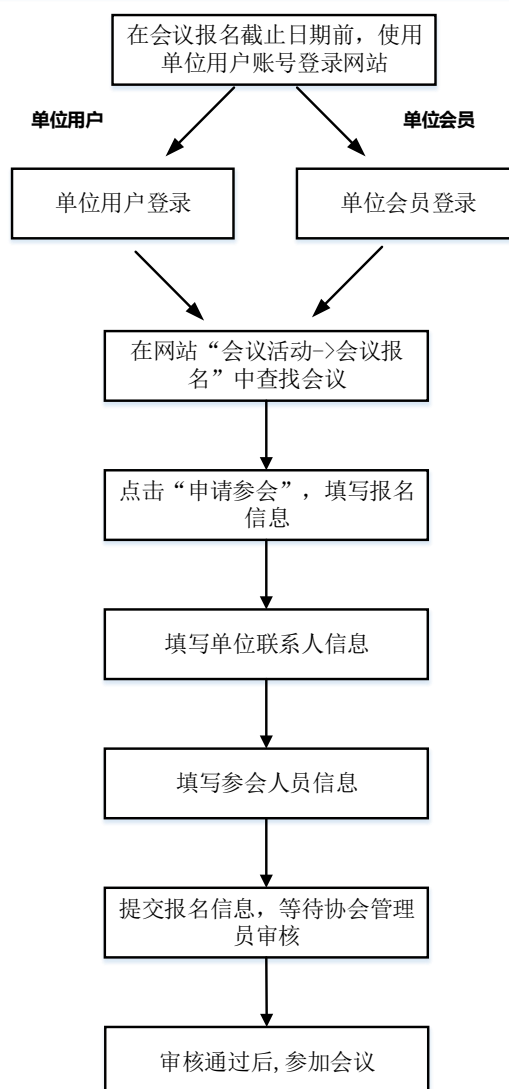 在会议报名截止日期前，使用
单位用户账号登录网站
单位用户
单位会员
单位用户登录
单位会员登录
在网站“会议活动->会议报
名”中查找会议
点击“申请参会”，填写报名
信息
填写单位联系人信息
填写参会人员信息
提交报名信息，等待协会管理
员审核
审核通过后,参加会议